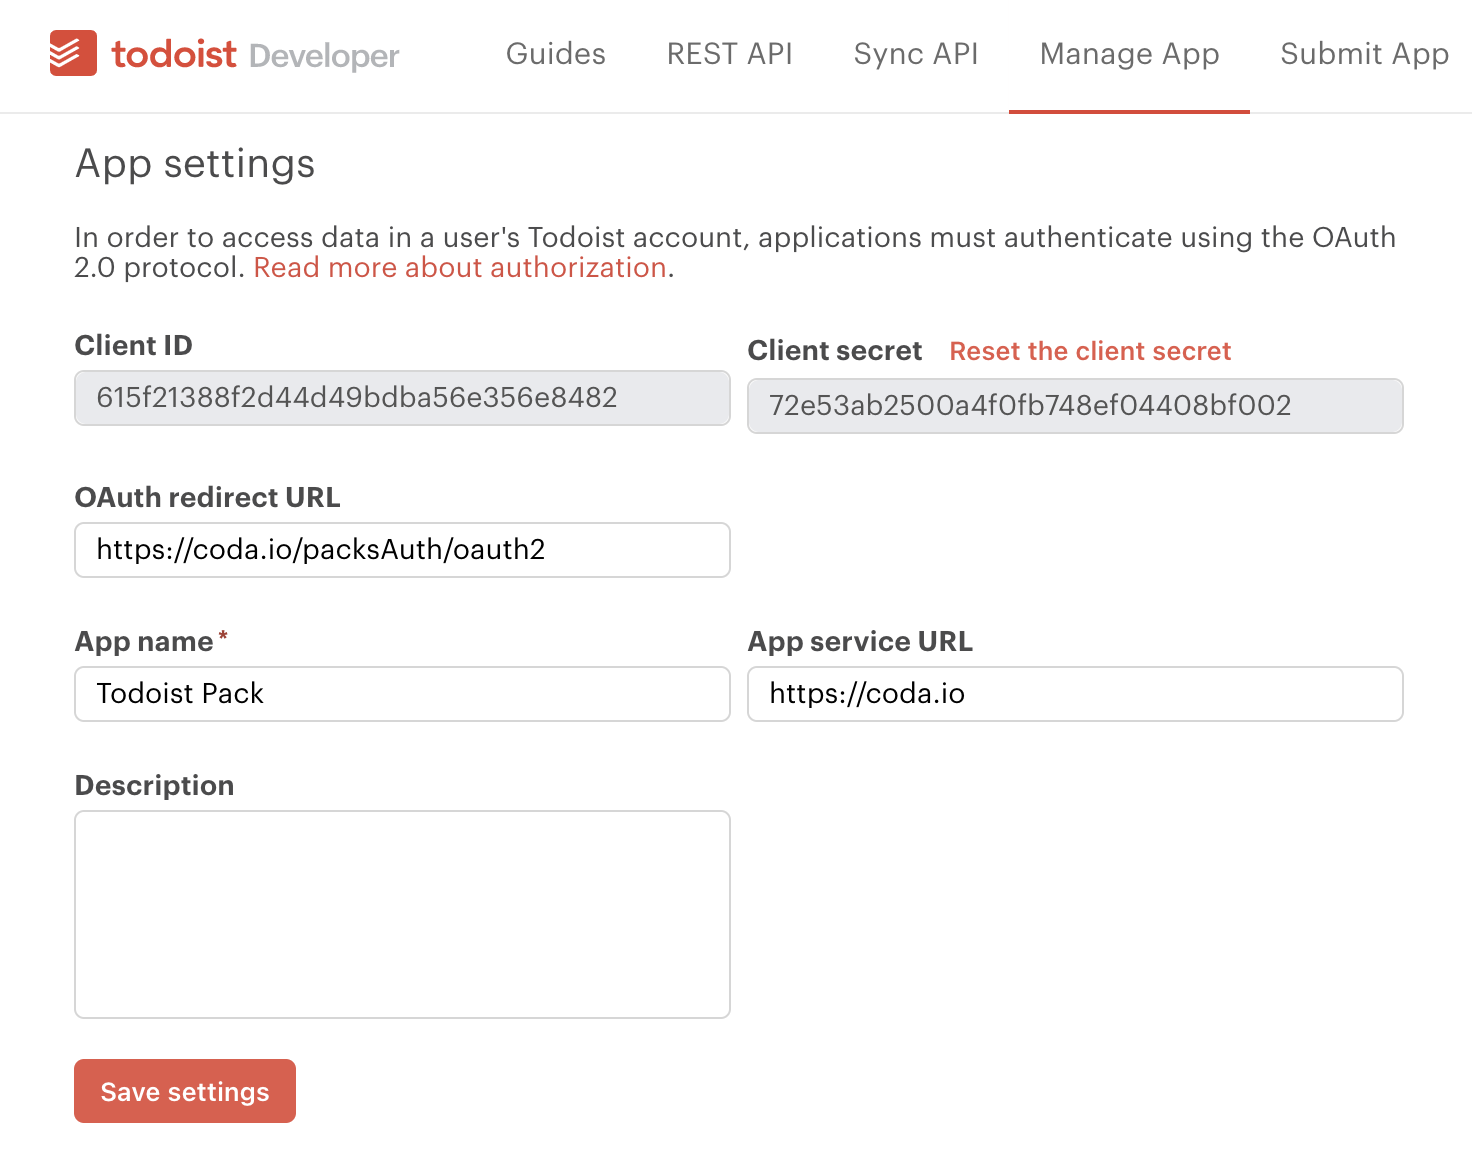 todoist Developer
Guides
REST API
Sync API
Manage App
Submit App
App settings
In order to access data in a user's Todoist account, applications must authenticate using the OAuth
2.0 protocol. Read more about authorization.
Client ID
615f21388f2d44d49bdba56e356e8482
Client secret Reset the client secret
72e53ab2500a4f0fb748ef04408bf002
OAuth redirect URL
https://coda.io/packsAuth/oauth2
App name*
Todoist Pack
App service URL
https://coda.io
Description
Save settings